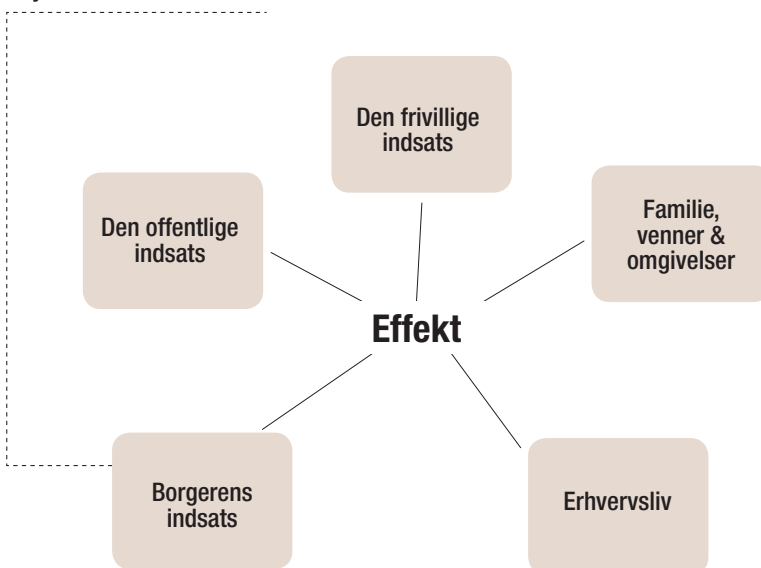 Den frivillige
indsats
Den offentlige
indsats
Familie,
venner &
omgivelser
Effekt
Borgerens
indsats
Erhvervsliv